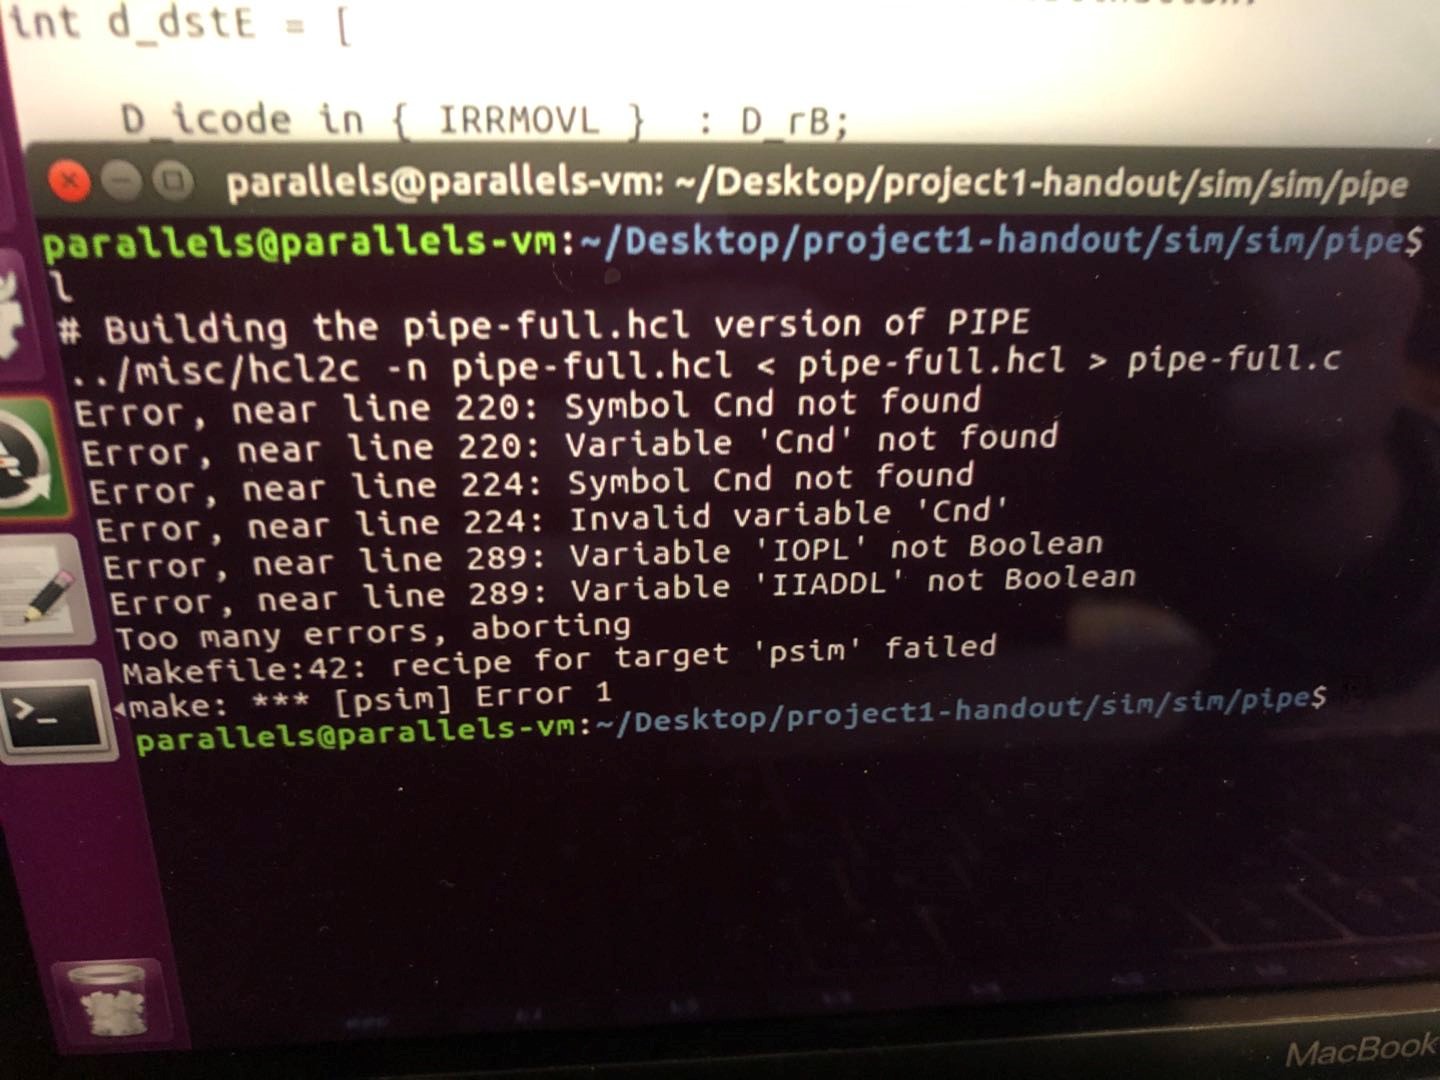 int d_dstE = [
D_icode in { IRRMOVL } : D_rB;
parallels@parallels-vm: ~/Desktop/project1-handout/sim/sim/pipe
parallels@parallels-vm:~/Desktop/project1-handout/sim/sim/pipe$
l
# Building the pipe-full.hcl version of PIPE
../misc/hcl2c -n pipe-full.hcl < pipe-full.hcl > pipe-full.c
Error, near line 220: Symbol Cnd not found
Error, near line 220: Variable 'Cnd' not found
Error, near line 224: Symbol Cnd not found
Error, near line 224: Invalid variable 'Cnd'
Error, near line 289: Variable 'IOPL' not Boolean
Error, near line 289: Variable 'IIADDL' not Boolean
Too many errors, aborting
Makefile:42: recipe for target 'psim' failed
make: *** [psim] Error 1
parallels@parallels-vm:~/Desktop/project1-handout/sim/sim/pipe$
>_
MacBook